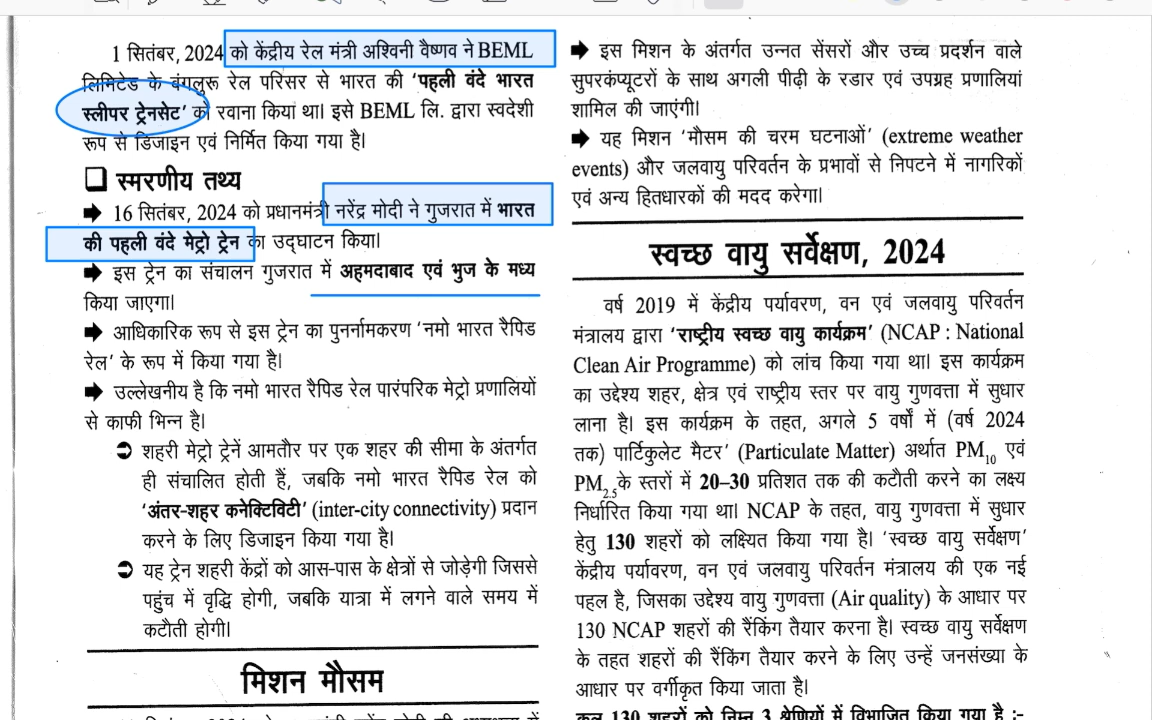 1 सितंबर, 2024 को केंद्रीय रेल मंत्री अश्विनी वैष्णव ने BEML
लिमिटेड के बंगलुरू रेल परिसर से भारत की 'पहली वंदे भारत
स्लीपर ट्रेनसेट' को रवाना किया था। इसे BEML लि. द्वारा स्वदेशी
रूप से डिजाइन एवं निर्मित किया गया है।
❑ स्मरणीय तथ्य
➡ 16 सितंबर, 2024 को प्रधानमंत्री नरेंद्र मोदी ने गुजरात में भारत
की पहली वंदे मेट्रो ट्रेन का उद्घाटन किया।
➡ इस ट्रेन का संचालन गुजरात में अहमदाबाद एवं भुज के मध्य
किया जाएगा।
➡ आधिकारिक रूप से इस ट्रेन का पुनर्नामकरण 'नमो भारत रैपिड
रेल' के रूप में किया गया है।
➡ उल्लेखनीय है कि नमो भारत रैपिड रेल पारंपरिक मेट्रो प्रणालियों
से काफी भिन्न है।
➲ शहरी मेट्रो ट्रेनें आमतौर पर एक शहर की सीमा के अंतर्गत
ही संचालित होती हैं, जबकि नमो भारत रैपिड रेल को
'अंतर-शहर कनेक्टिविटी' (inter-city connectivity) प्रदान
करने के लिए डिजाइन किया गया है।
➲ यह ट्रेन शहरी केंद्रों को आस-पास के क्षेत्रों से जोड़ेगी जिससे
पहुंच में वृद्धि होगी, जबकि यात्रा में लगने वाले समय में
कटौती होगी।
मिशन मौसम
➡ इस मिशन के अंतर्गत उन्नत सेंसरों और उच्च प्रदर्शन वाले
सुपरकंप्यूटरों के साथ अगली पीढ़ी के रडार एवं उपग्रह प्रणालियां
शामिल की जाएंगी।
➡ यह मिशन 'मौसम की चरम घटनाओं' (extreme weather
events) और जलवायु परिवर्तन के प्रभावों से निपटने में नागरिकों
एवं अन्य हितधारकों की मदद करेगा।
स्वच्छ वायु सर्वेक्षण, 2024
वर्ष 2019 में केंद्रीय पर्यावरण, वन एवं जलवायु परिवर्तन
मंत्रालय द्वारा 'राष्ट्रीय स्वच्छ वायु कार्यक्रम' (NCAP : National
Clean Air Programme) को लांच किया गया था। इस कार्यक्रम
का उद्देश्य शहर, क्षेत्र एवं राष्ट्रीय स्तर पर वायु गुणवत्ता में सुधार
लाना है। इस कार्यक्रम के तहत, अगले 5 वर्षों में (वर्ष 2024
तक) पार्टिकुलेट मैटर' (Particulate Matter) अर्थात PM₁₀ एवं
PM₂.₅के स्तरों में 20–30 प्रतिशत तक की कटौती करने का लक्ष्य
निर्धारित किया गया था। NCAP के तहत, वायु गुणवत्ता में सुधार
हेतु 130 शहरों को लक्ष्यित किया गया है। 'स्वच्छ वायु सर्वेक्षण'
केंद्रीय पर्यावरण, वन एवं जलवायु परिवर्तन मंत्रालय की एक नई
पहल है, जिसका उद्देश्य वायु गुणवत्ता (Air quality) के आधार पर
130 NCAP शहरों की रैंकिंग तैयार करना है। स्वच्छ वायु सर्वेक्षण
के तहत शहरों की रैंकिंग तैयार करने के लिए उन्हें जनसंख्या के
आधार पर वर्गीकृत किया जाता है।
कुल 130 शहरों को निम्न 3 श्रेणियों में विभाजित किया गया है :-